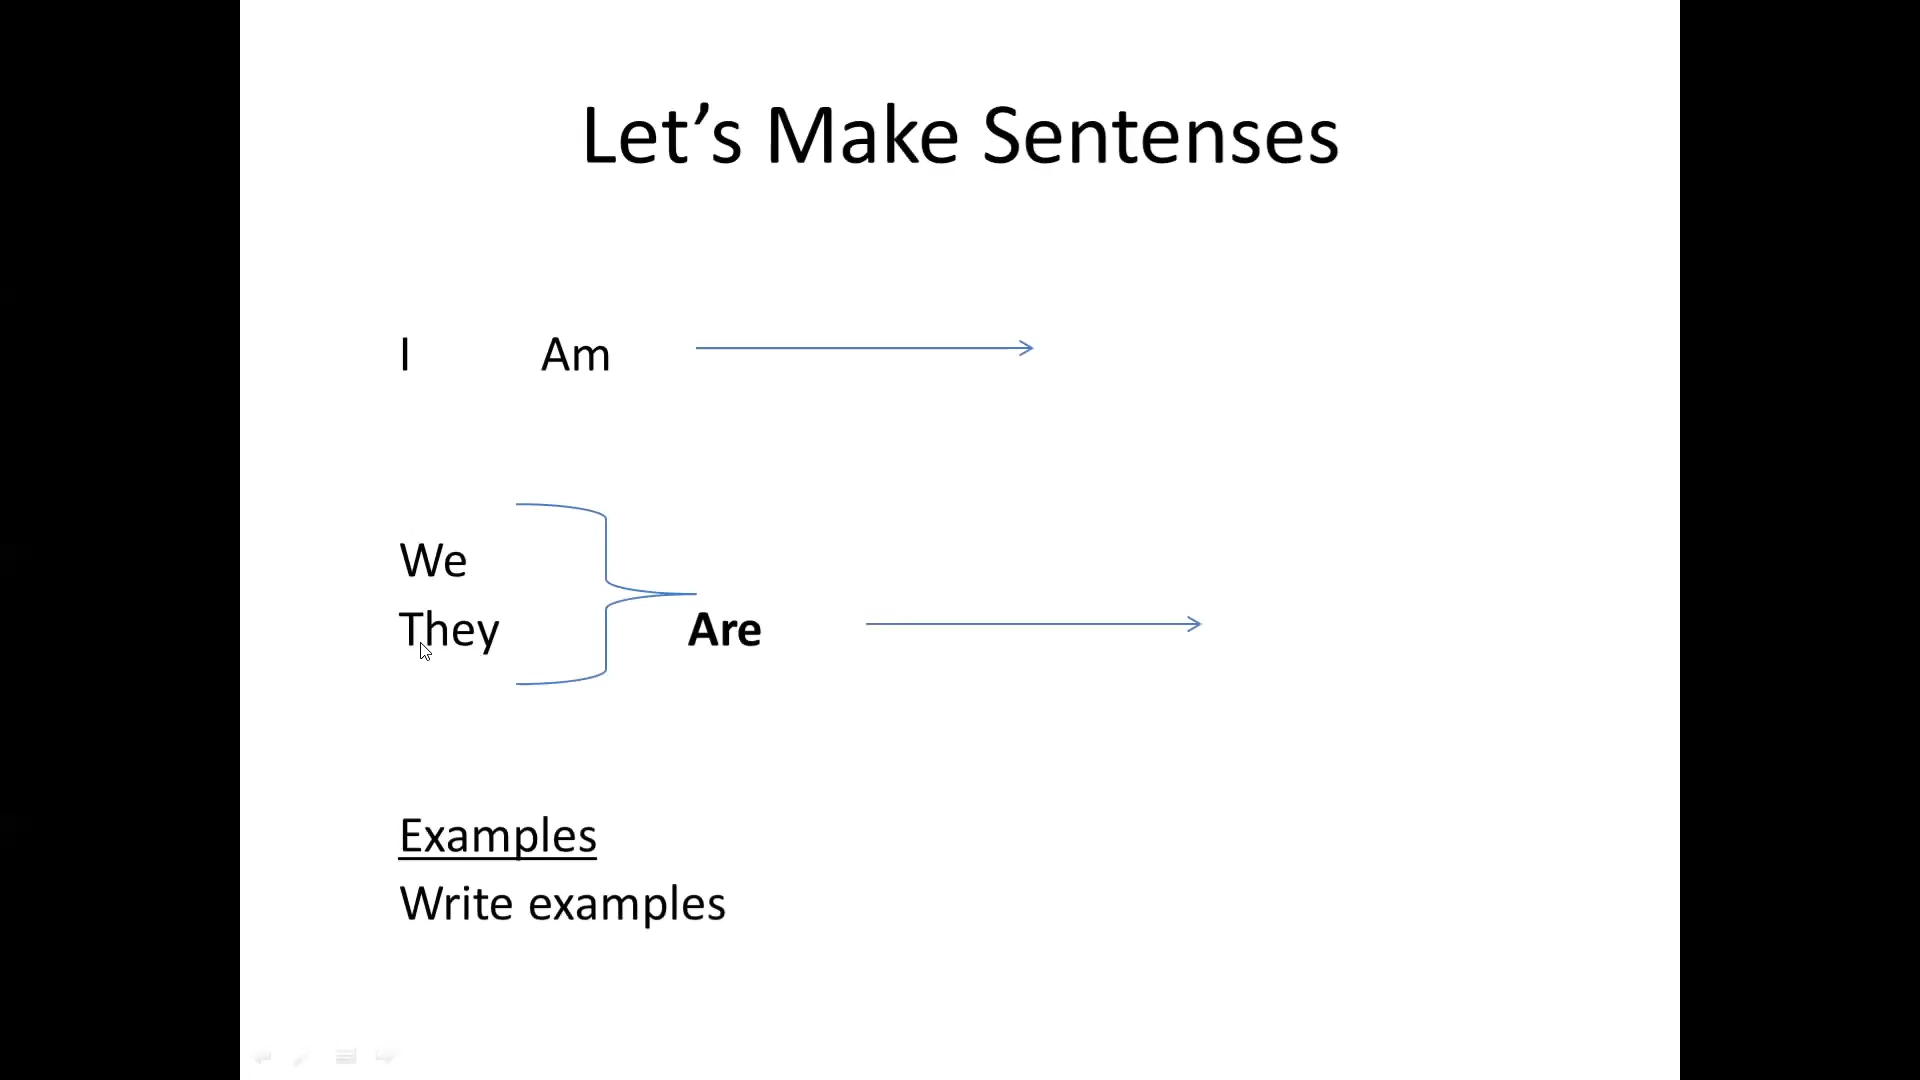 Let’s Make Sentenses
I Am
We
They Are
Examples
Write examples